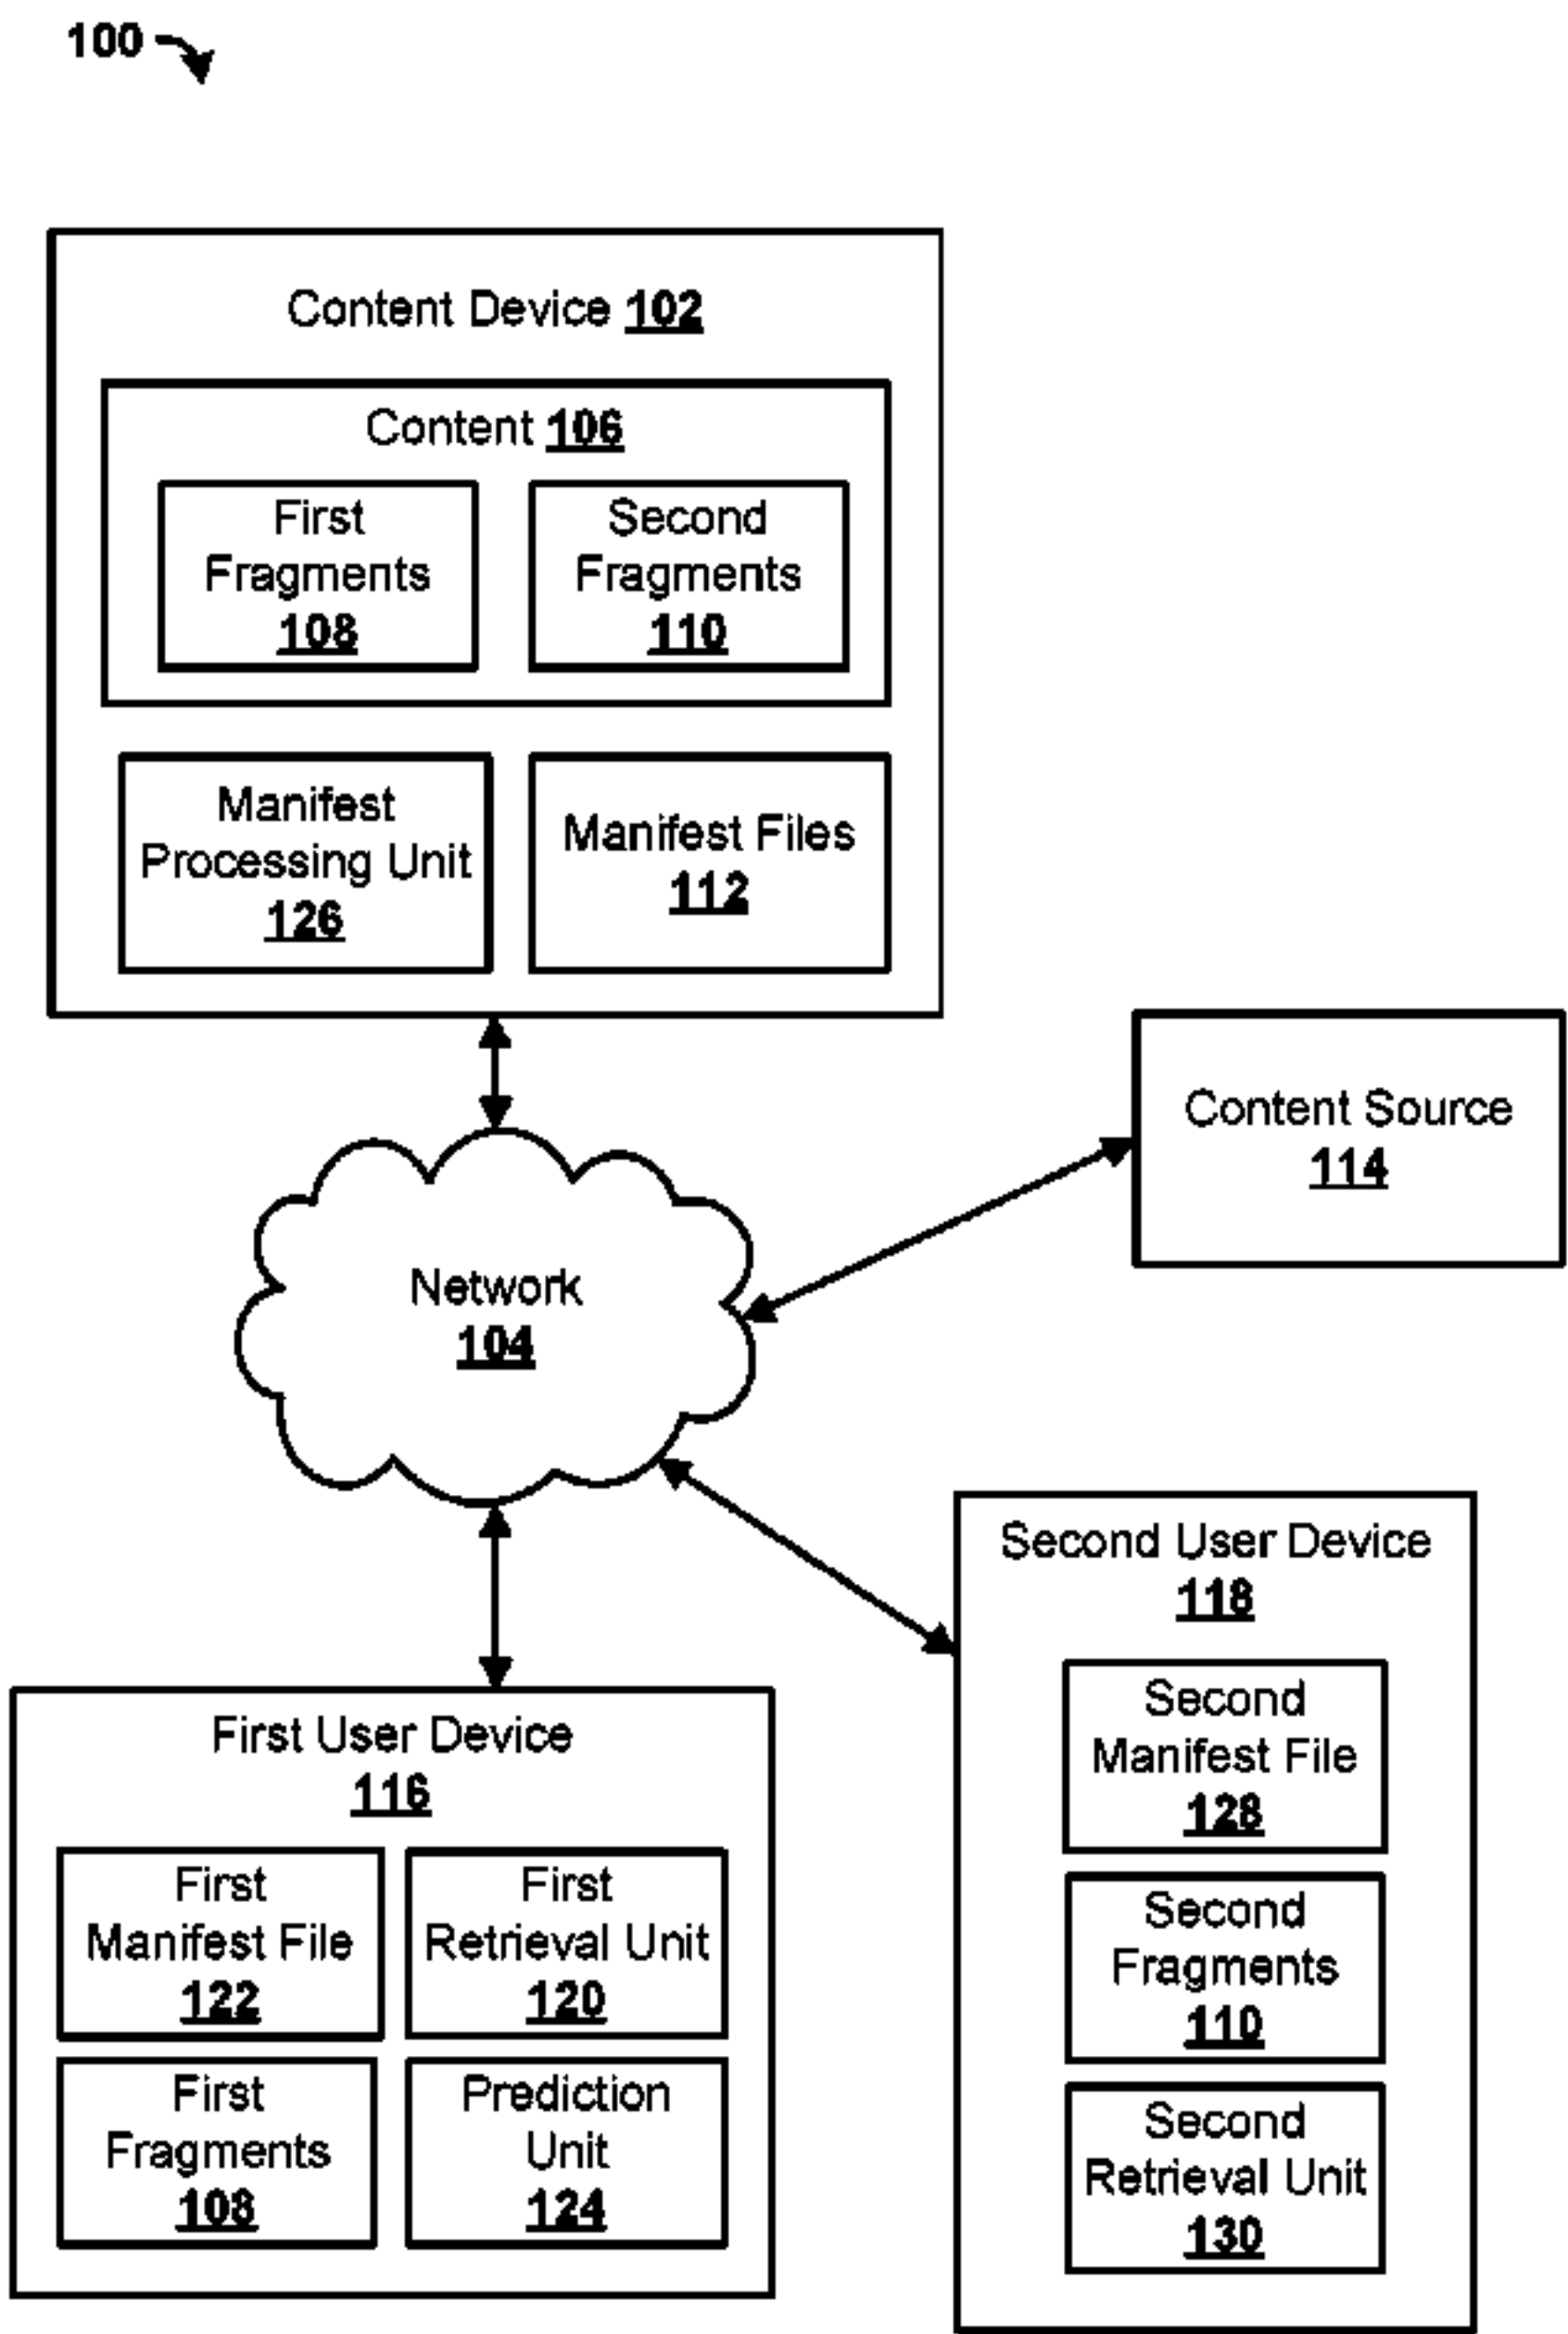 100
Content Device 102
Content 106
First
Fragments
108
Second
Fragments
110
Manifest
Processing Unit
126
Manifest Files
112
Content Source
114
Network
104
Second User Device
118
Second
Manifest File
128
Second
Fragments
110
Second
Retrieval Unit
130
First User Device
116
First
Manifest File
122
First
Retrieval Unit
120
First
Fragments
108
Prediction
Unit
124